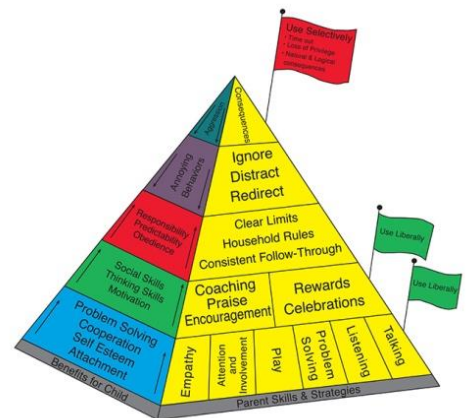 Use Selectively
• Time out
• Loss of Privilege
• Natural & Logical
consequences
Aggression
Consequences
Annoying
Behaviors
Ignore
Distract
Redirect
Responsibility
Predictability
Obedience
Clear Limits
Household Rules
Consistent Follow-Through
Use Liberally
Social Skills
Thinking Skills
Motivation
Coaching
Praise
Encouragement
Rewards
Celebrations
Use Liberally
Problem Solving
Cooperation
Self Esteem
Attachment
Empathy
Attention
and
Involvement
Play
Problem
Solving
Listening
Talking
Benefits for Child
Parent Skills & Strategies